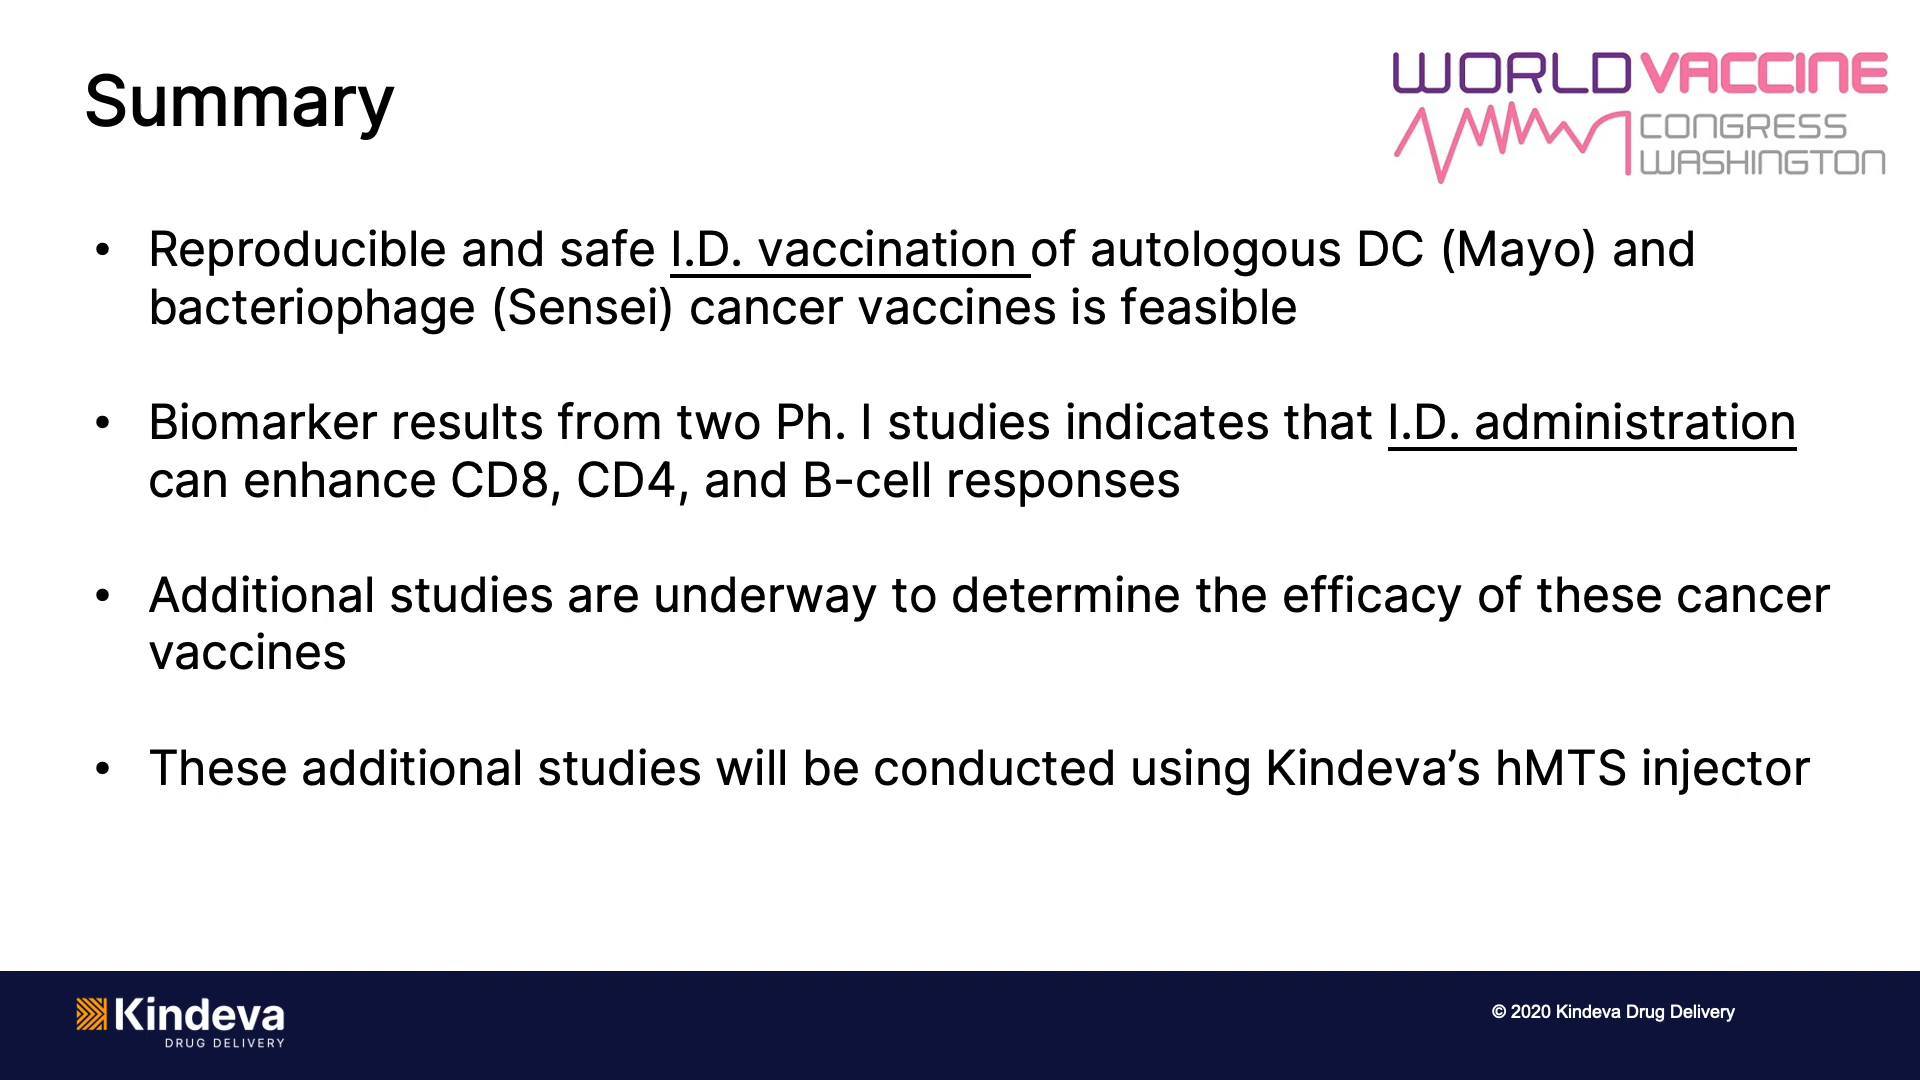 Summary
WORLD VACCINE
CONGRESS
WASHINGTON
• Reproducible and safe I.D. vaccination of autologous DC (Mayo) and
bacteriophage (Sensei) cancer vaccines is feasible
• Biomarker results from two Ph. I studies indicates that I.D. administration
can enhance CD8, CD4, and B-cell responses
• Additional studies are underway to determine the efficacy of these cancer
vaccines
• These additional studies will be conducted using Kindeva’s hMTS injector
Kindeva
DRUG DELIVERY
© 2020 Kindeva Drug Delivery